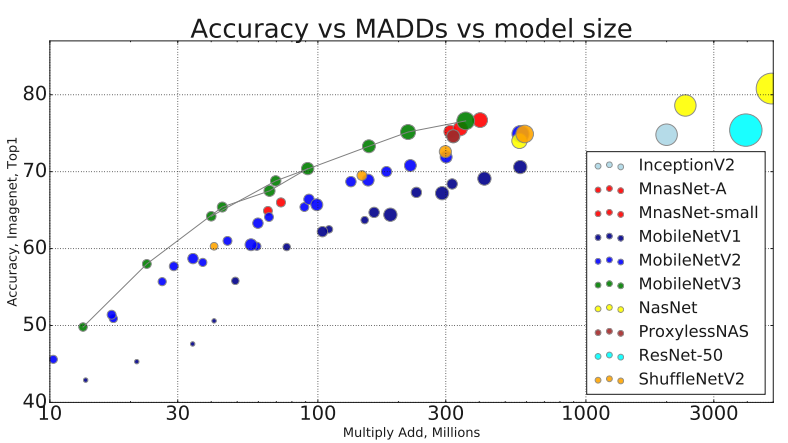 Accuracy vs MADDs vs model size
Accuracy, Imagenet, Top1
80
70
60
50
40
InceptionV2
MnasNet-A
MnasNet-small
MobileNetV1
MobileNetV2
MobileNetV3
NasNet
ProxylessNAS
ResNet-50
ShuffleNetV2
10 30 100 300 1000 3000
Multiply Add, Millions